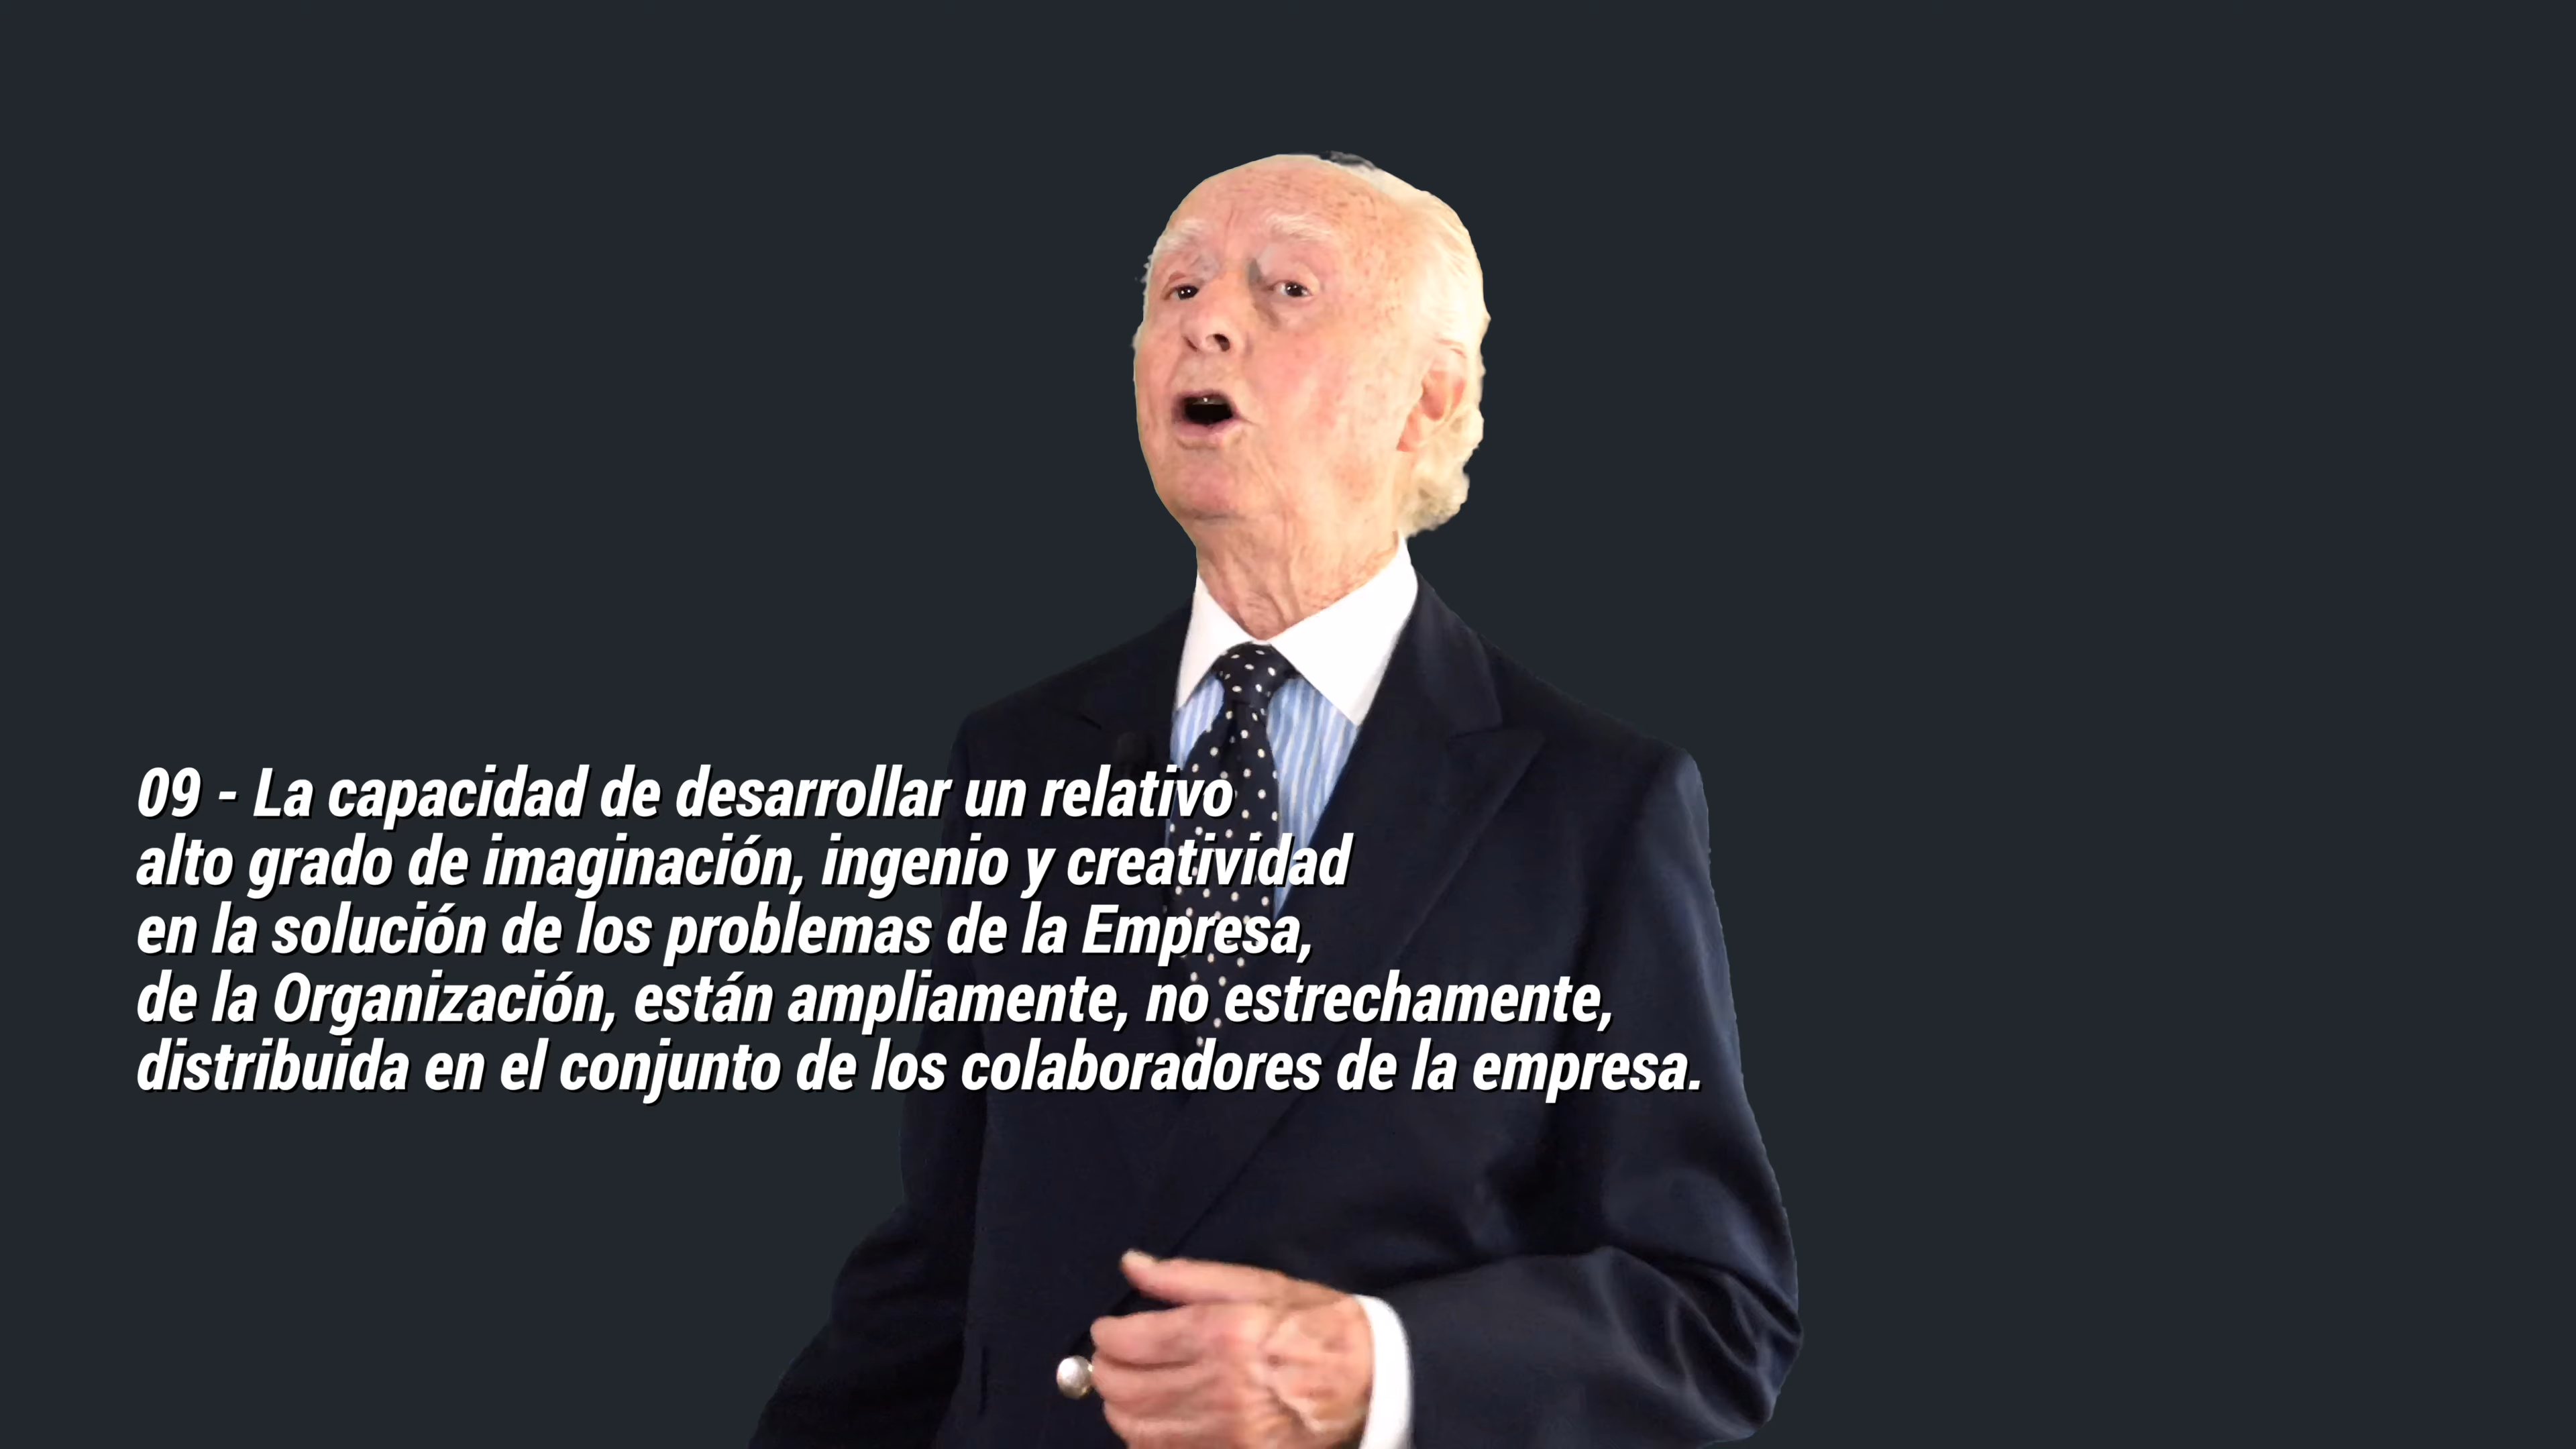 09 - La capacidad de desarrollar un relativo
alto grado de imaginación, ingenio y creatividad
en la solución de los problemas de la Empresa,
de la Organización, están ampliamente, no estrechamente,
distribuida en el conjunto de los colaboradores de la empresa.